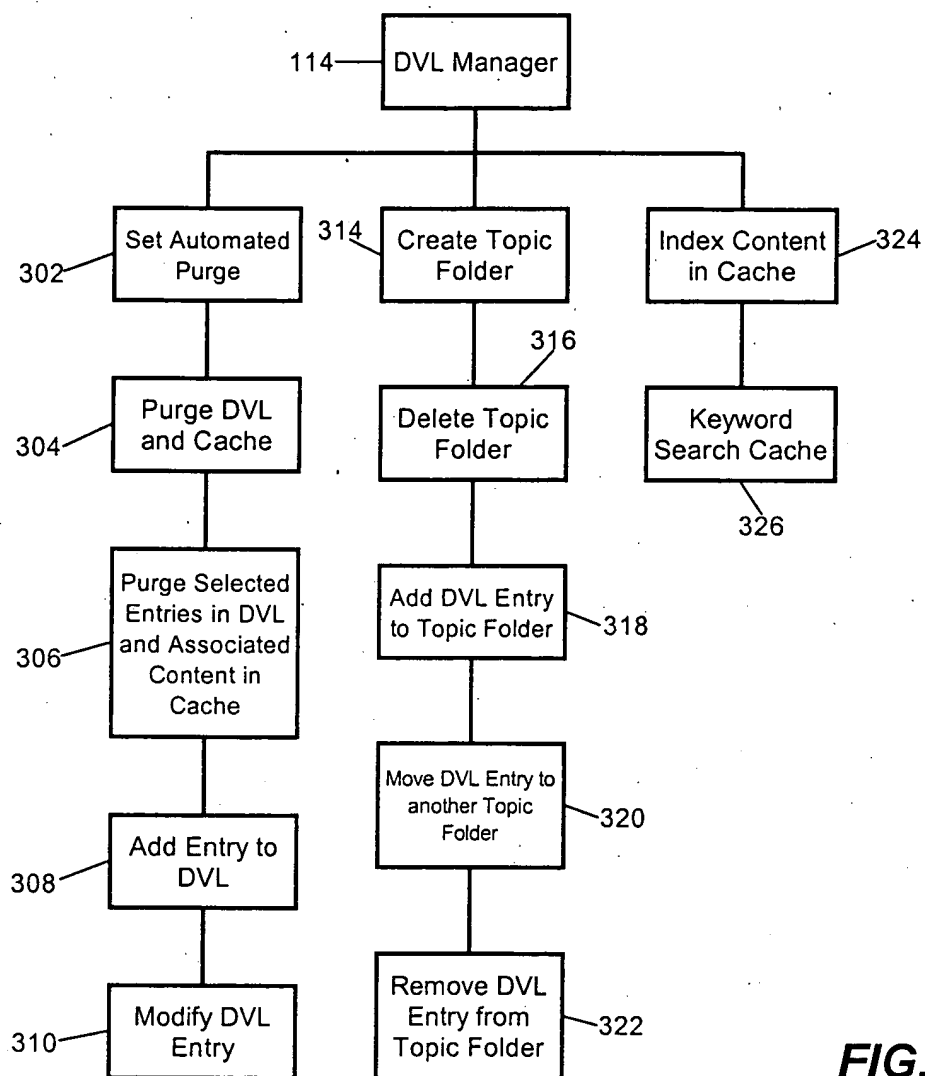 114
DVL Manager
302
Set Automated
Purge
314
Create Topic
Folder
Index Content
in Cache
324
304
Purge DVL
and Cache
316
Delete Topic
Folder
Keyword
Search Cache
326
306
Purge Selected
Entries in DVL
and Associated
Content in
Cache
Add DVL Entry
to Topic Folder
318
Move DVL Entry to
another Topic
Folder
320
308
Add Entry to
DVL
310
Modify DVL
Entry
Remove DVL
Entry from
Topic Folder
322
FIG.